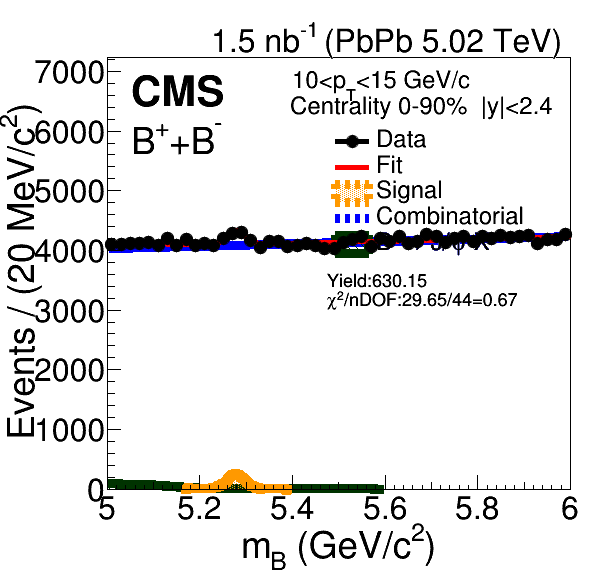 1.5 nb⁻¹ (PbPb 5.02 TeV)
CMS
10<p_T<15 GeV/c
B⁺+B⁻
Centrality 0-90% |y|<2.4
Data
Fit
Signal
Combinatorial
Yield:630.15
χ²/nDOF:29.65/44=0.67
Events / (20 MeV/c²)
7000
6000
5000
4000
3000
2000
1000
0
5 5.2 5.4 5.6 5.8 6
m_B (GeV/c²)